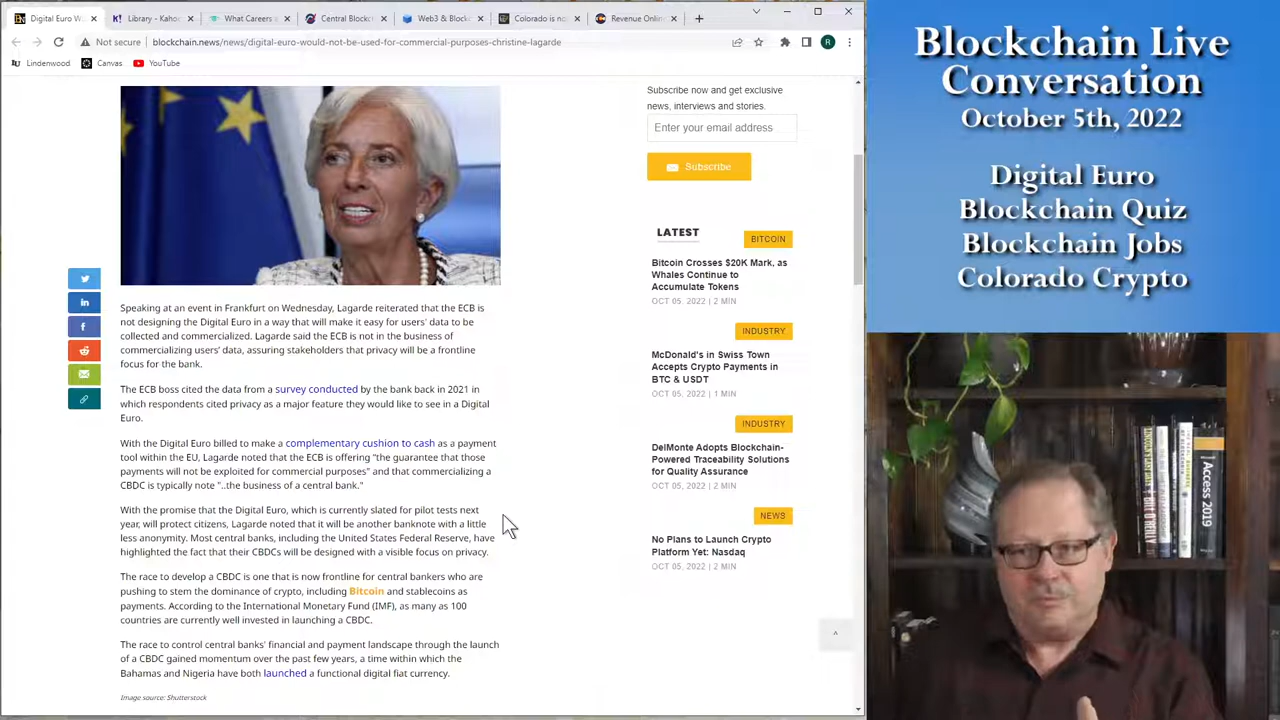 Digital Euro W
Library - Kaho
What Careers i
Central Blockc
Web3 & Block
Colorado is no
Revenue Onlin
Not secure
blockchain.news/news/digital-euro-would-not-be-used-for-commercial-purposes-christine-lagarde
R
Lindenwood
Canvas
YouTube
Speaking at an event in Frankfurt on Wednesday, Lagarde reiterated that the ECB is
not designing the Digital Euro in a way that will make it easy for users' data to be
collected and commercialized. Lagarde said the ECB is not in the business of
commercializing users' data, assuring stakeholders that privacy will be a frontline
focus for the bank.
The ECB boss cited the data from a survey conducted by the bank back in 2021 in
which respondents cited privacy as a major feature they would like to see in a Digital
Euro.
With the Digital Euro billed to make a complementary cushion to cash as a payment
tool within the EU, Lagarde noted that the ECB is offering "the guarantee that those
payments will not be exploited for commercial purposes" and that commercializing a
CBDC is typically note "..the business of a central bank."
With the promise that the Digital Euro, which is currently slated for pilot tests next
year, will protect citizens, Lagarde noted that it will be another banknote with a little
less anonymity. Most central banks, including the United States Federal Reserve, have
highlighted the fact that their CBDCs will be designed with a visible focus on privacy.
The race to develop a CBDC is one that is now frontline for central bankers who are
pushing to stem the dominance of crypto, including Bitcoin and stablecoins as
payments. According to the International Monetary Fund (IMF), as many as 100
countries are currently well invested in launching a CBDC.
The race to control central banks' financial and payment landscape through the launch
of a CBDC gained momentum over the past few years, a time within which the
Bahamas and Nigeria have both launched a functional digital fiat currency.
Image source: Shutterstock
Subscribe now and get exclusive
news, interviews and stories.
Enter your email address
Subscribe
LATEST
BITCOIN
Bitcoin Crosses $20K Mark, as
Whales Continue to
Accumulate Tokens
OCT 05, 2022 | 2 MIN
INDUSTRY
McDonald's in Swiss Town
Accepts Crypto Payments in
BTC & USDT
OCT 05, 2022 | 1 MIN
INDUSTRY
DelMonte Adopts Blockchain-
Powered Traceability Solutions
for Quality Assurance
OCT 05, 2022 | 2 MIN
NEWS
No Plans to Launch Crypto
Platform Yet: Nasdaq
OCT 05, 2022 | 2 MIN
Blockchain Live
Conversation
October 5th, 2022
Digital Euro
Blockchain Quiz
Blockchain Jobs
Colorado Crypto
Access 2019